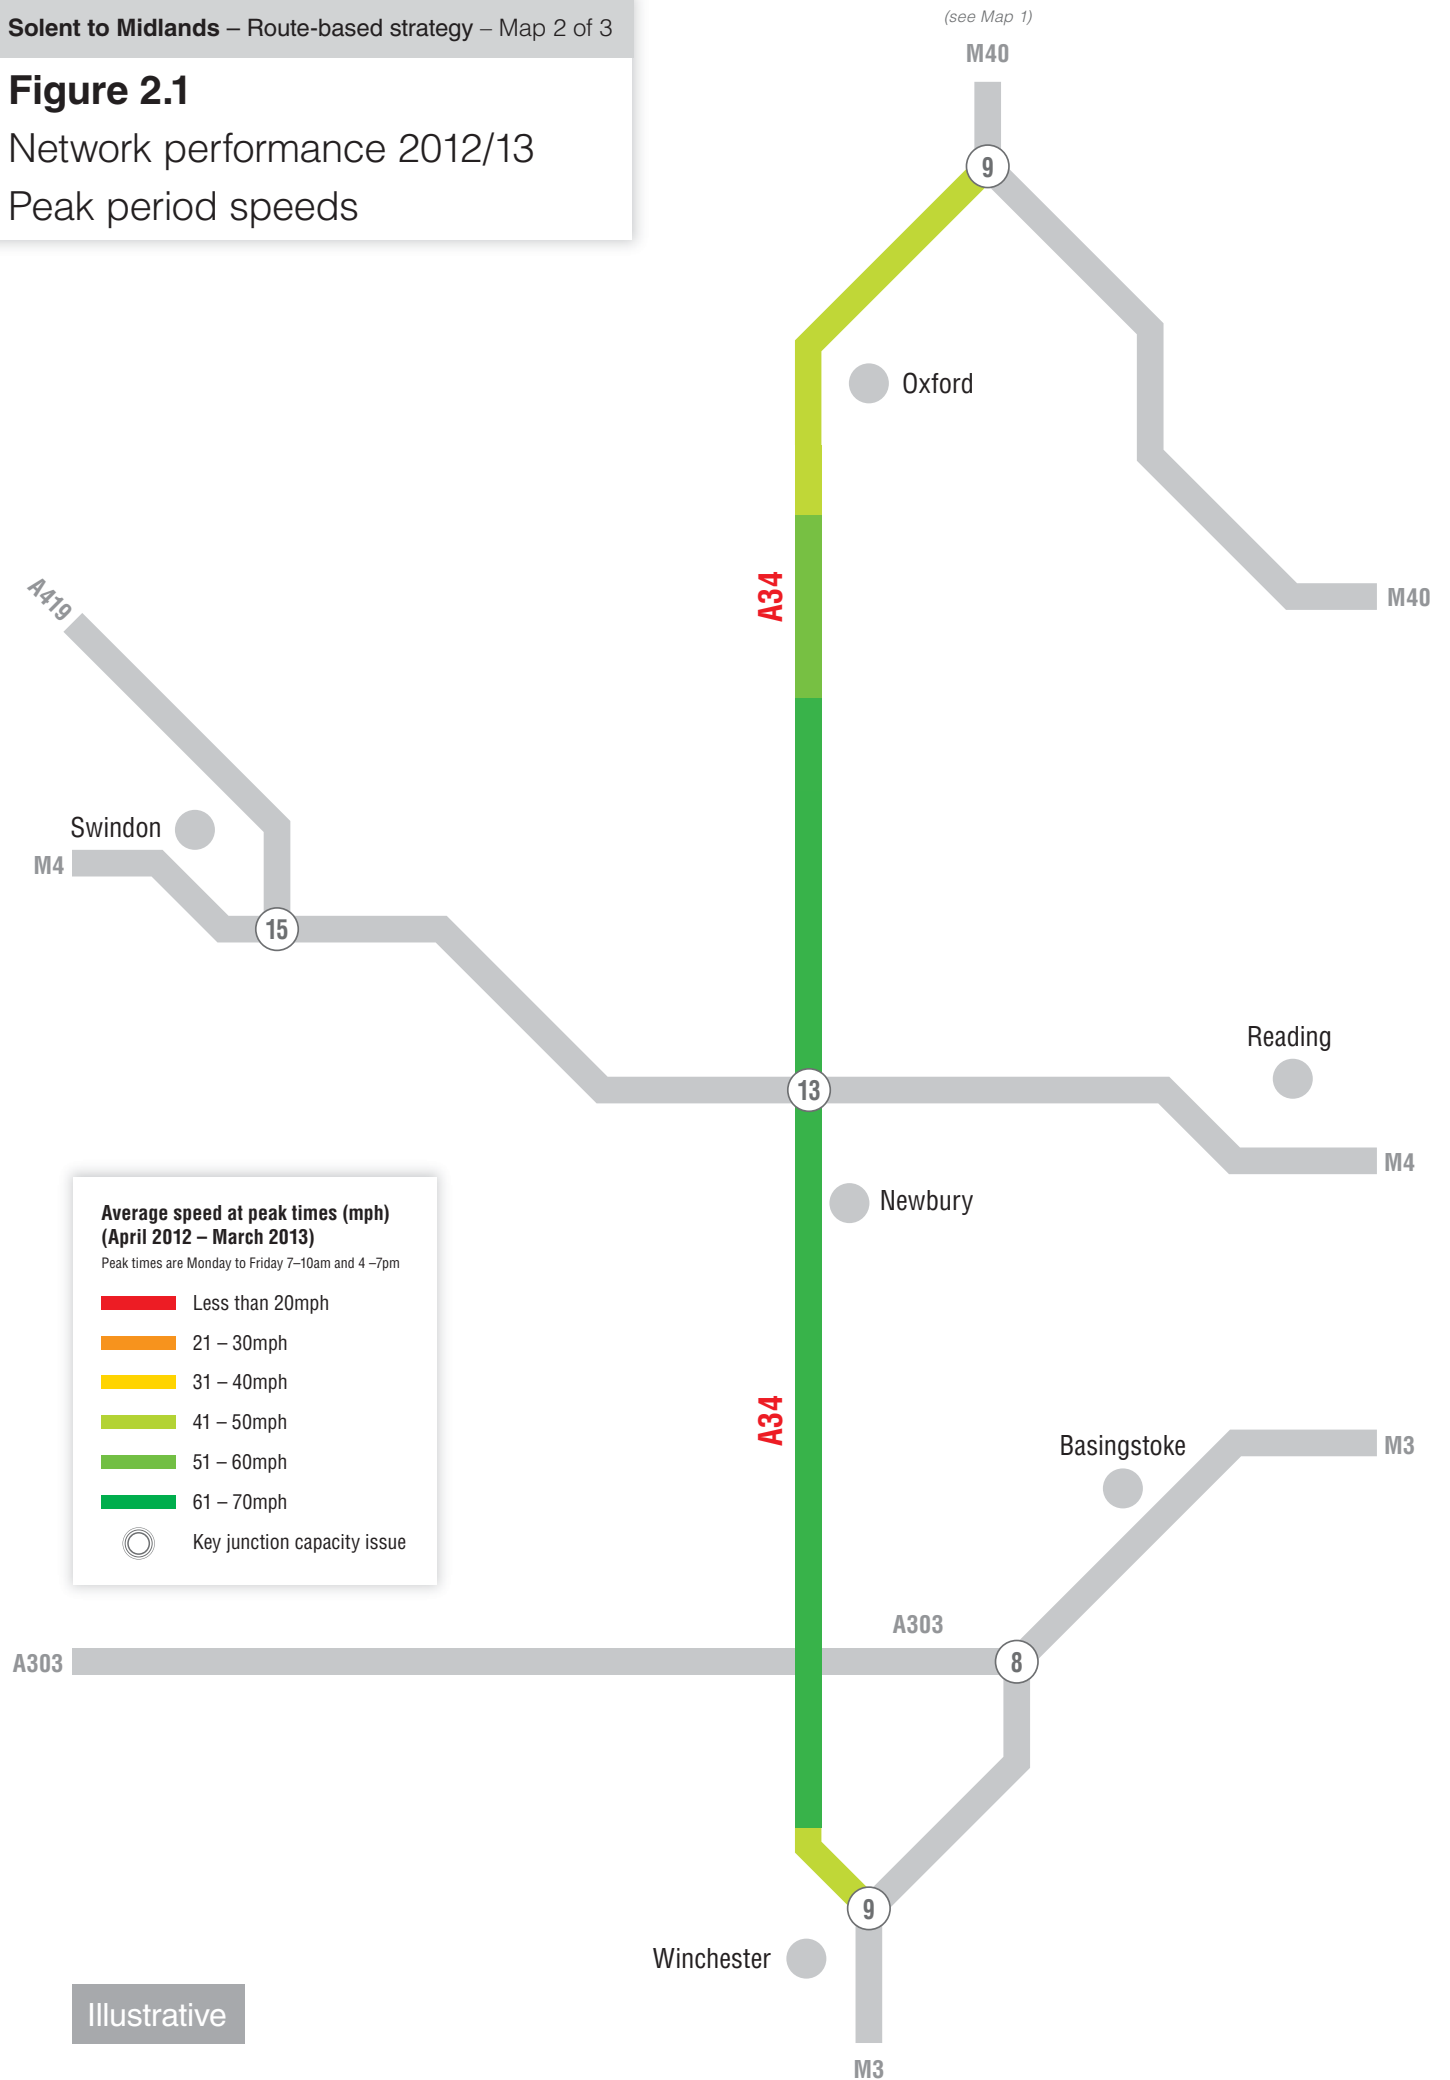 Solent to Midlands – Route-based strategy – Map 2 of 3
Figure 2.1
Network performance 2012/13
Peak period speeds
(see Map 1)
M40
9
Oxford
A34
M40
A419
Swindon
M4
15
Reading
13
M4
Newbury
Average speed at peak times (mph)
(April 2012 – March 2013)
Peak times are Monday to Friday 7–10am and 4 –7pm
Less than 20mph
21 – 30mph
31 – 40mph
41 – 50mph
51 – 60mph
61 – 70mph
Key junction capacity issue
A34
Basingstoke
M3
A303
A303
8
9
Winchester
Illustrative
M3